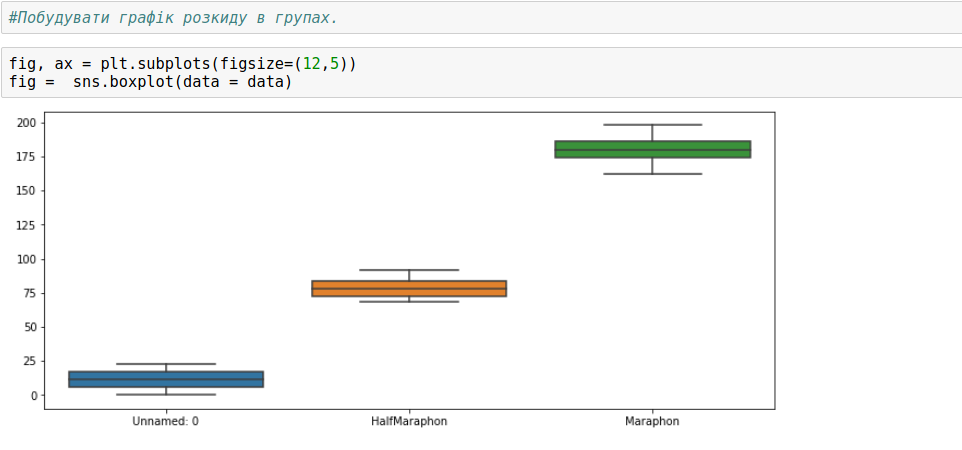 #Побудувати графік розкиду в групах.
fig, ax = plt.subplots(figsize=(12,5))
fig =  sns.boxplot(data = data)
200
175
150
125
100
75
50
25
0
Unnamed: 0
HalfMaraphon
Maraphon